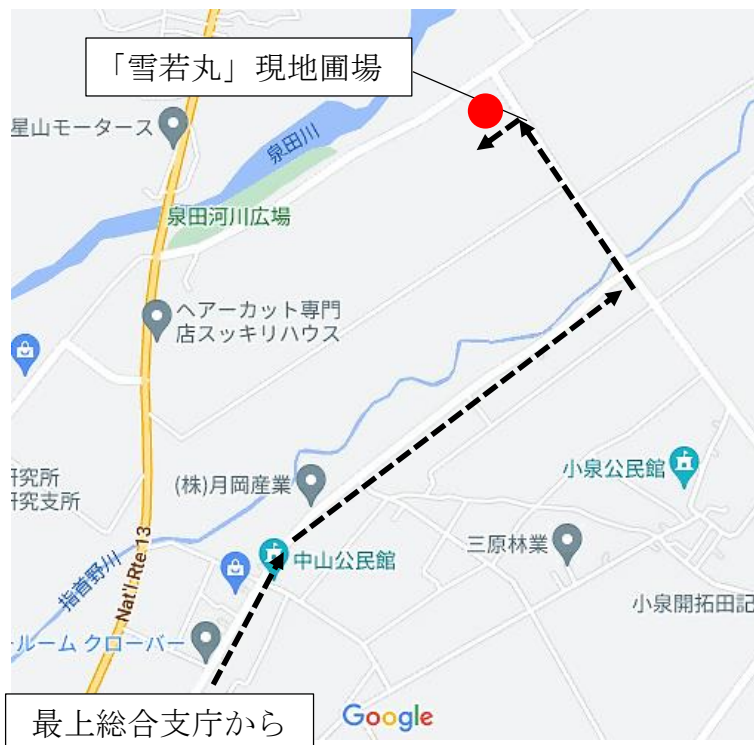 「雪若丸」現地圃場
星山モータース
泉田川
泉田河川広場
ヘアーカット専門
店スッキリハウス
研究所
研究支所
(株)月岡産業
小泉公民館
三原林業
中山公民館
指首野川
Nat'l Rte 13
小泉開拓田記
ールーム クローバー
最上総合支庁から
Google